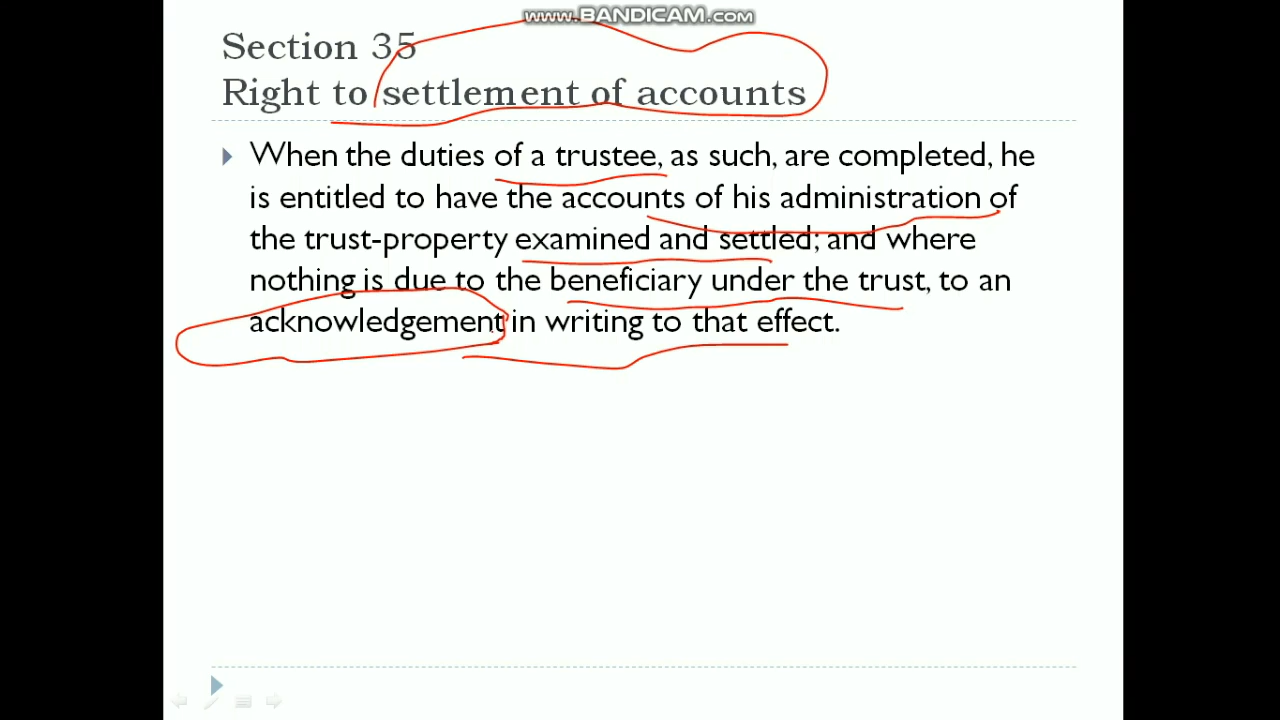 www.BANDICAM.com
Section 35
Right to settlement of accounts
When the duties of a trustee, as such, are completed, he
is entitled to have the accounts of his administration of
the trust-property examined and settled; and where
nothing is due to the beneficiary under the trust, to an
acknowledgement in writing to that effect.